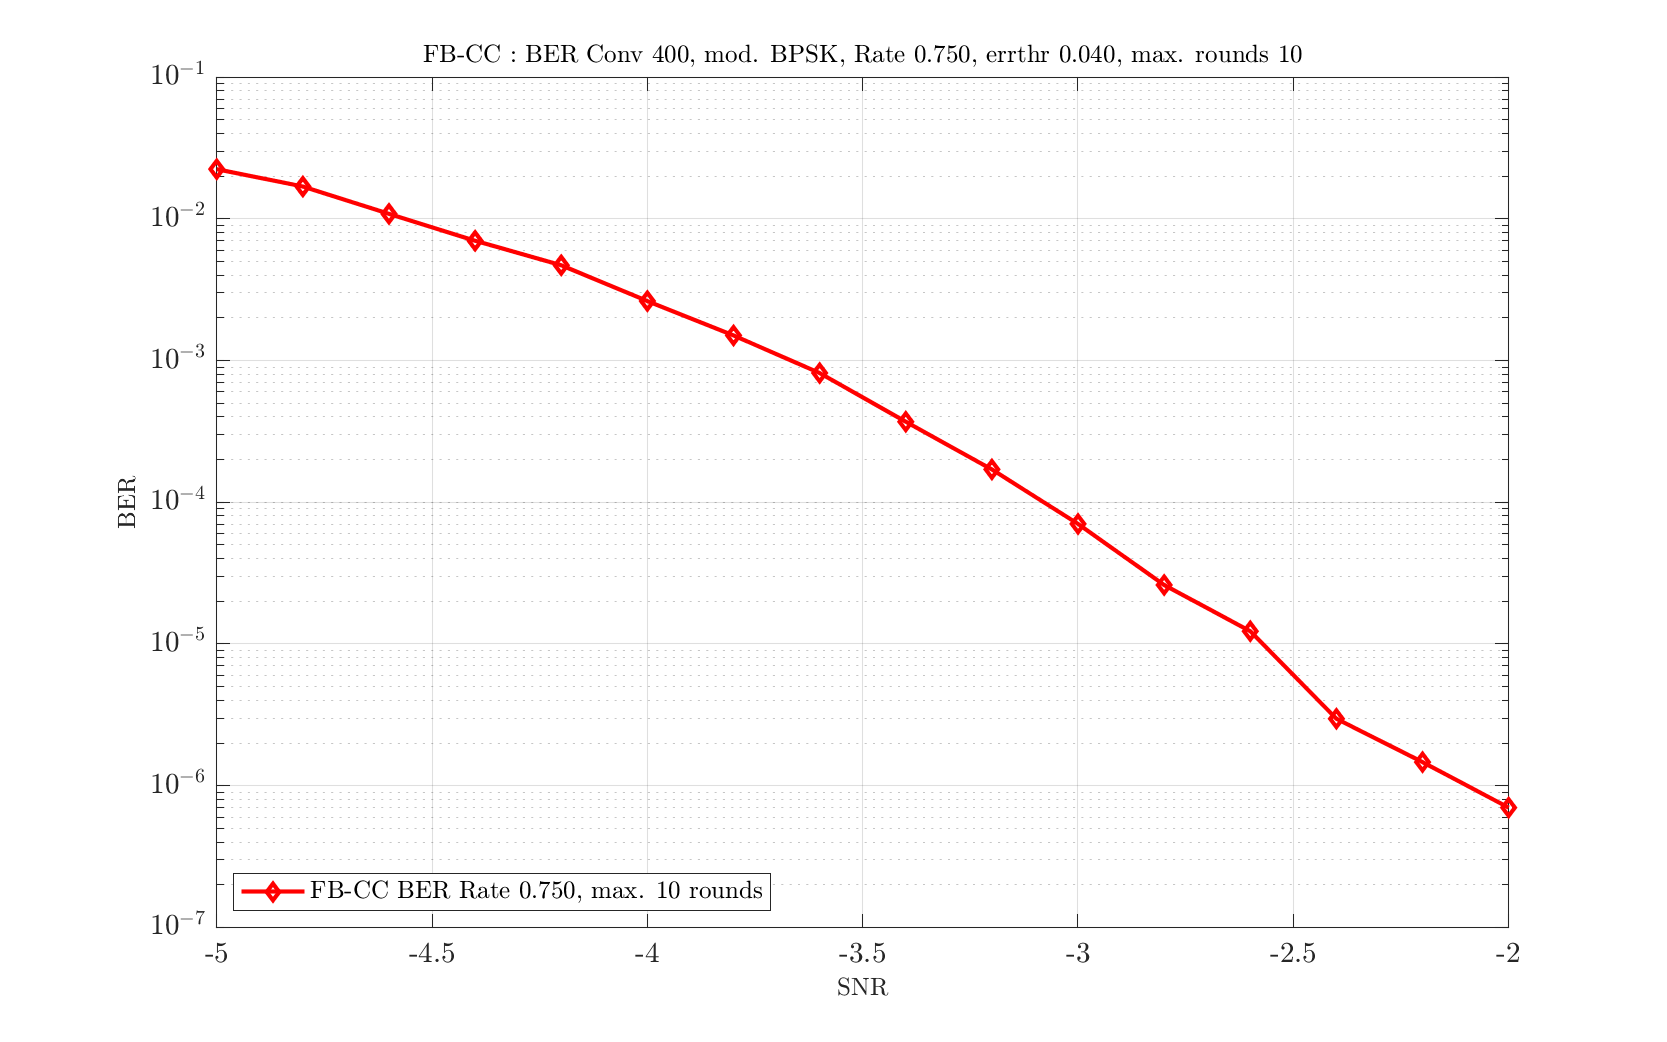 FB-CC : BER Conv 400, mod. BPSK, Rate 0.750, errthr 0.040, max. rounds 10
10⁻¹
10⁻²
10⁻³
10⁻⁴
10⁻⁵
10⁻⁶
10⁻⁷
BER
FB-CC BER Rate 0.750, max. 10 rounds
-5 -4.5 -4 -3.5 -3 -2.5 -2
SNR